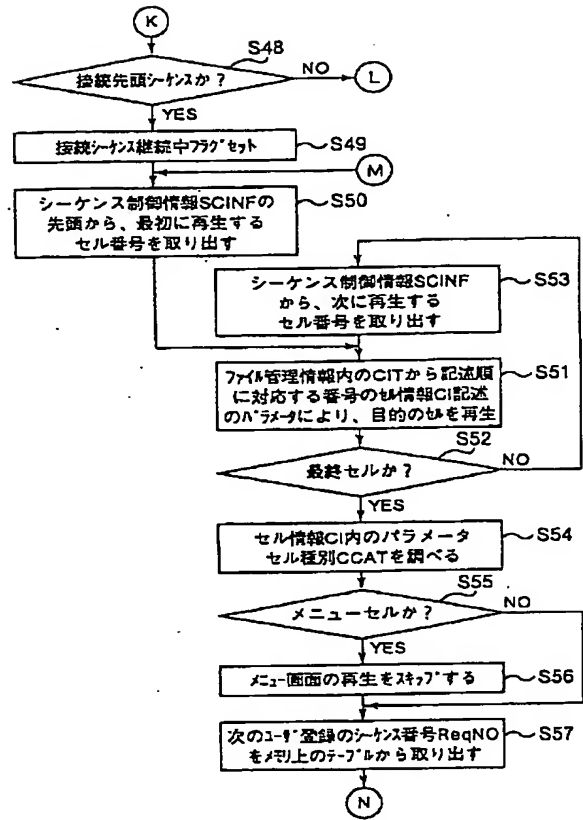 K
S48
接続先頭シーケンスか？
NO
L
YES
接続シーケンス継続中フラグセット
S49
M
シーケンス制御情報SCINFの
先頭から、最初に再生する
セル番号を取り出す
S50
シーケンス制御情報SCINF
から、次に再生する
セル番号を取り出す
S53
ファイル管理情報内のCITから記述順
に対応する番号のセル情報CI記述
のパラメータにより、目的のセルを再生
S51
S52
最終セルか？
NO
YES
セル情報CI内のパラメータ
セル種別CCATを調べる
S54
S55
メニューセルか？
NO
YES
メニュー画面の再生をスキップする
S56
次のユーザ登録のシーケンス番号ReqNO
をメモリ上のテーブルから取り出す
S57
N